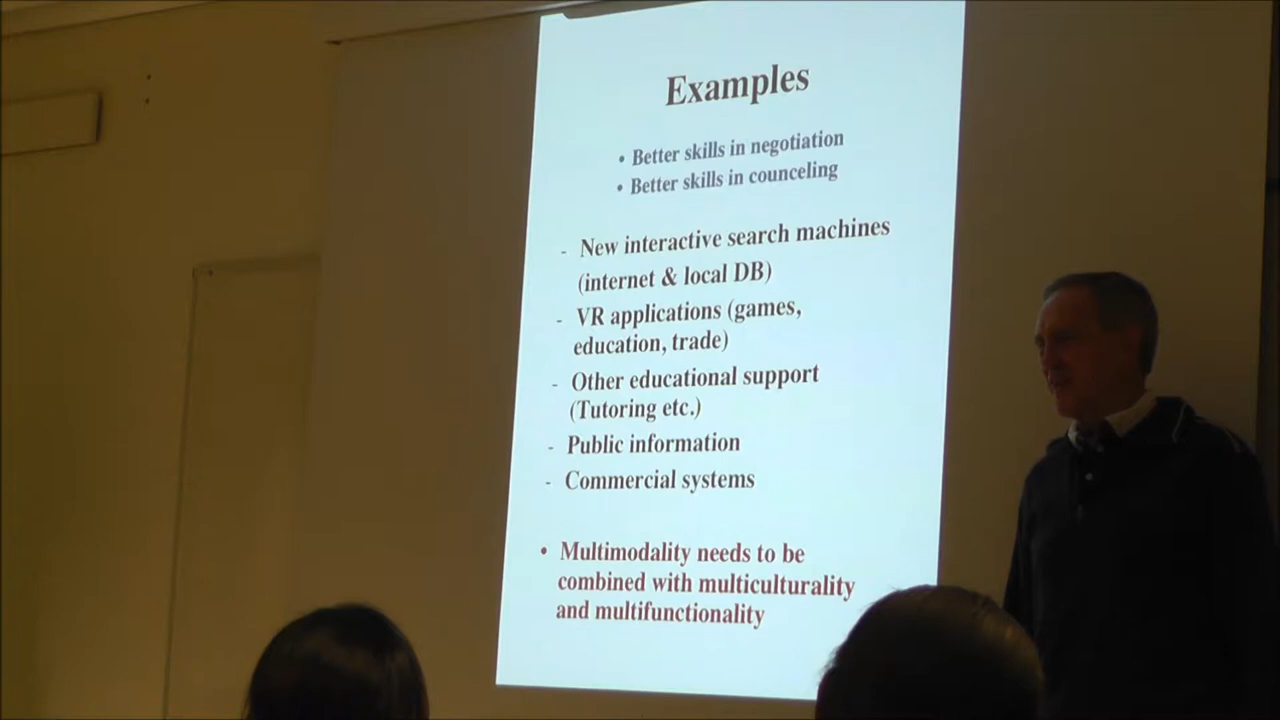 Examples
• Better skills in negotiation
• Better skills in counceling
- New interactive search machines
(internet & local DB)
- VR applications (games,
education, trade)
- Other educational support
(Tutoring etc.)
- Public information
- Commercial systems
• Multimodality needs to be
combined with multiculturality
and multifunctionality